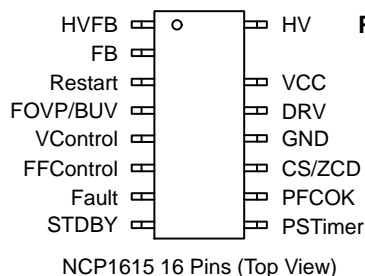 HVFB HV F
FB
Restart VCC
FOVP/BUV DRV
VControl GND
FFControl CS/ZCD
Fault PFCOK
STDBY PSTimer
NCP1615 16 Pins (Top View)